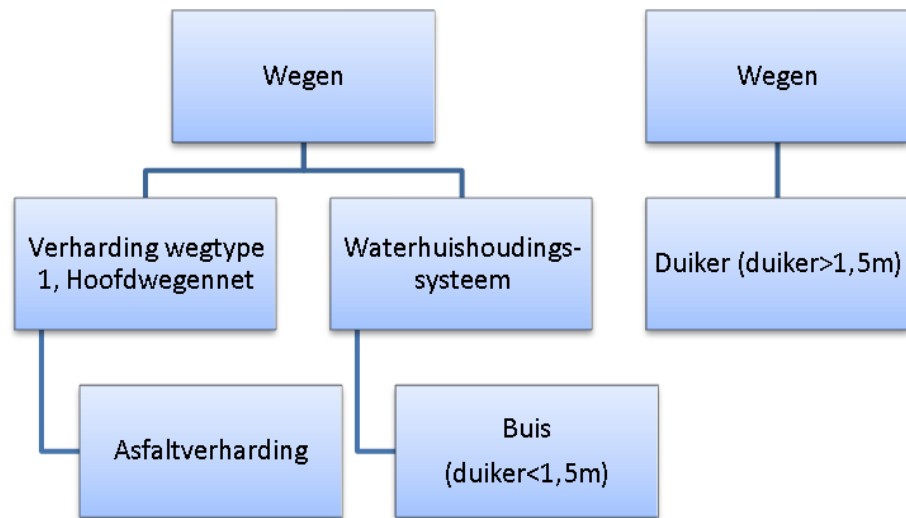 Wegen
Wegen
Verharding wegtype
1, Hoofdwegennet
Waterhuishoudings-
systeem
Duiker (duiker>1,5m)
Asfaltverharding
Buis
(duiker<1,5m)